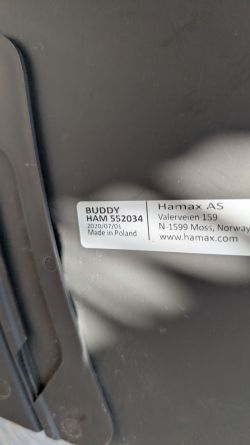 BUDDY
HAM 552034
2020/07/01
Made in Poland
Hamax AS
Valerveien 159
N-1599 Moss, Norway
www.hamax.com